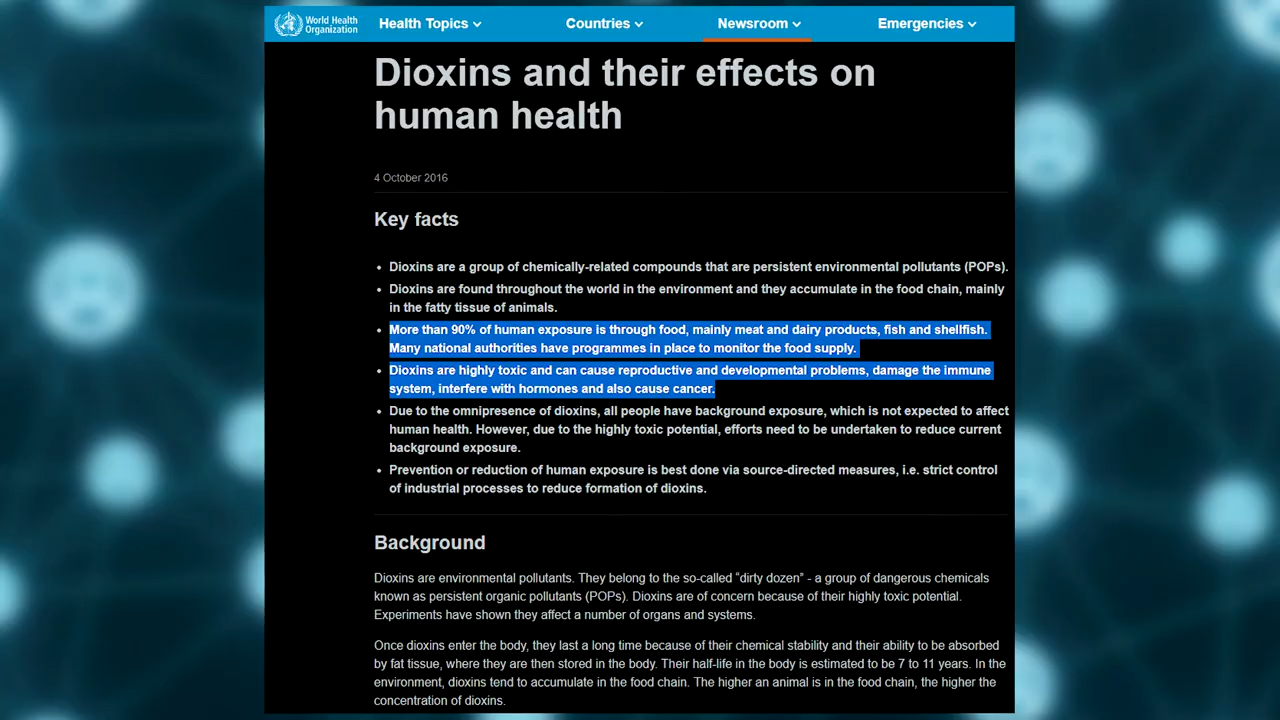 World Health
Organization
Health Topics
Countries
Newsroom
Emergencies
Dioxins and their effects on
human health
4 October 2016
Key facts
• Dioxins are a group of chemically-related compounds that are persistent environmental pollutants (POPs).
• Dioxins are found throughout the world in the environment and they accumulate in the food chain, mainly
in the fatty tissue of animals.
• More than 90% of human exposure is through food, mainly meat and dairy products, fish and shellfish.
Many national authorities have programmes in place to monitor the food supply.
• Dioxins are highly toxic and can cause reproductive and developmental problems, damage the immune
system, interfere with hormones and also cause cancer.
• Due to the omnipresence of dioxins, all people have background exposure, which is not expected to affect
human health. However, due to the highly toxic potential, efforts need to be undertaken to reduce current
background exposure.
• Prevention or reduction of human exposure is best done via source-directed measures, i.e. strict control
of industrial processes to reduce formation of dioxins.
Background
Dioxins are environmental pollutants. They belong to the so-called “dirty dozen” - a group of dangerous chemicals
known as persistent organic pollutants (POPs). Dioxins are of concern because of their highly toxic potential.
Experiments have shown they affect a number of organs and systems.
Once dioxins enter the body, they last a long time because of their chemical stability and their ability to be absorbed
by fat tissue, where they are then stored in the body. Their half-life in the body is estimated to be 7 to 11 years. In the
environment, dioxins tend to accumulate in the food chain. The higher an animal is in the food chain, the higher the
concentration of dioxins.